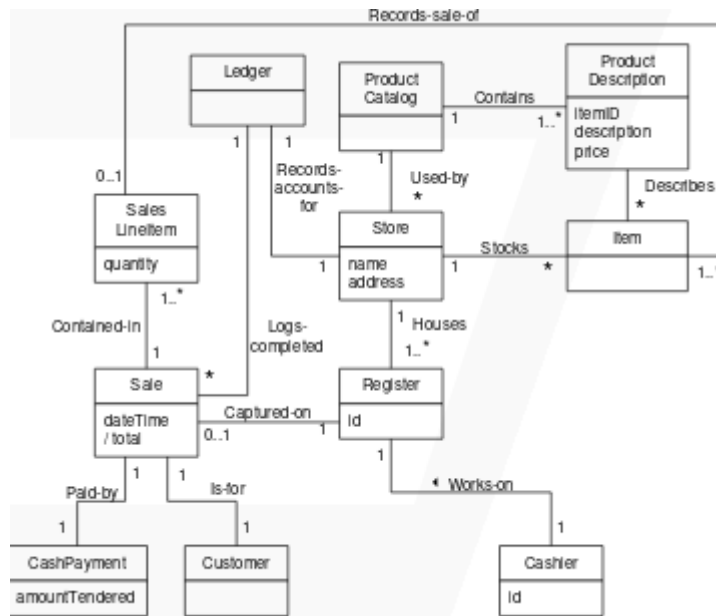 Records-sale-of
Ledger
Product
Catalog
Product
Description
Contains
1
1..*
itemID
description
price
1
1
1
0..1
Records-
accounts-
for
Used-by
*
Describes
*
Sales
LineItem
Store
Item
quantity
name
address
1
1
Stocks
*
1..*
1
Houses
Contained-in
Logs-
completed
1..*
1
*
Sale
Register
dateTime
/ total
Captured-on
0..1
1
id
1
1
1
Paid-by
Is-for
Works-on
1
1
1
CashPayment
Customer
Cashier
amountTendered
id